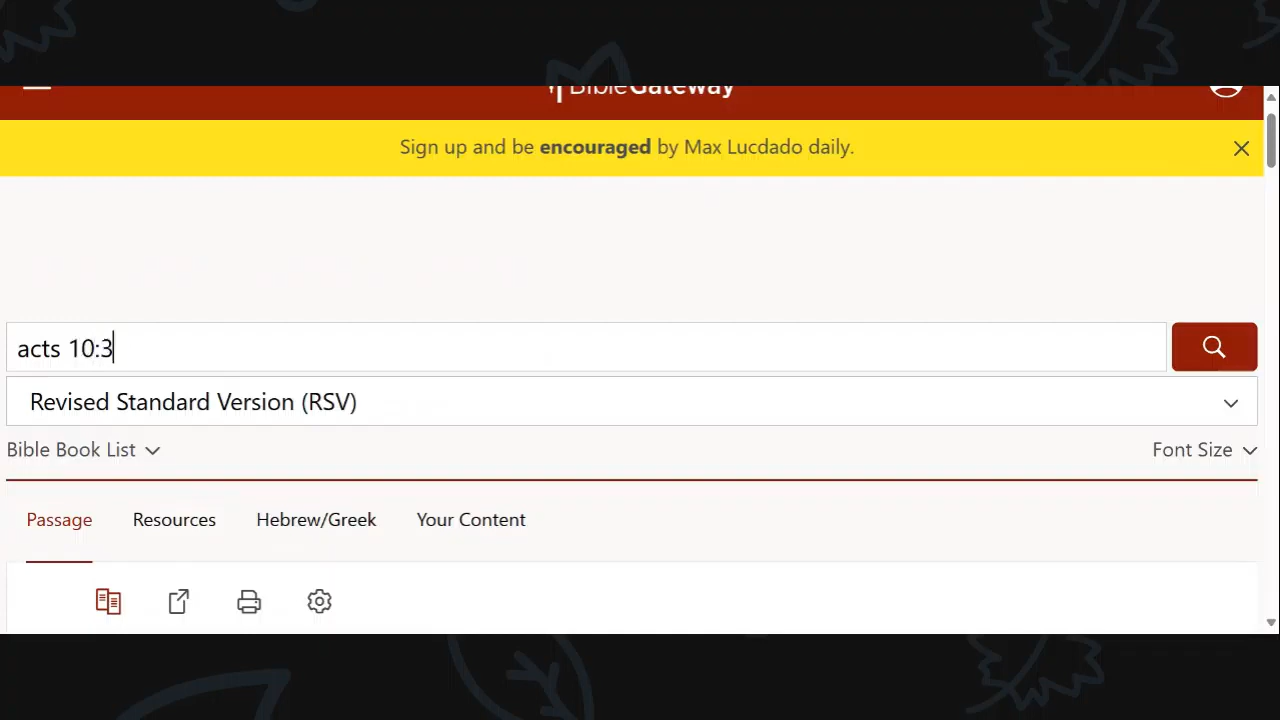 BibleGateway
Sign up and be encouraged by Max Lucdado daily.
acts 10:3
Revised Standard Version (RSV)
Bible Book List
Font Size
Passage
Resources
Hebrew/Greek
Your Content